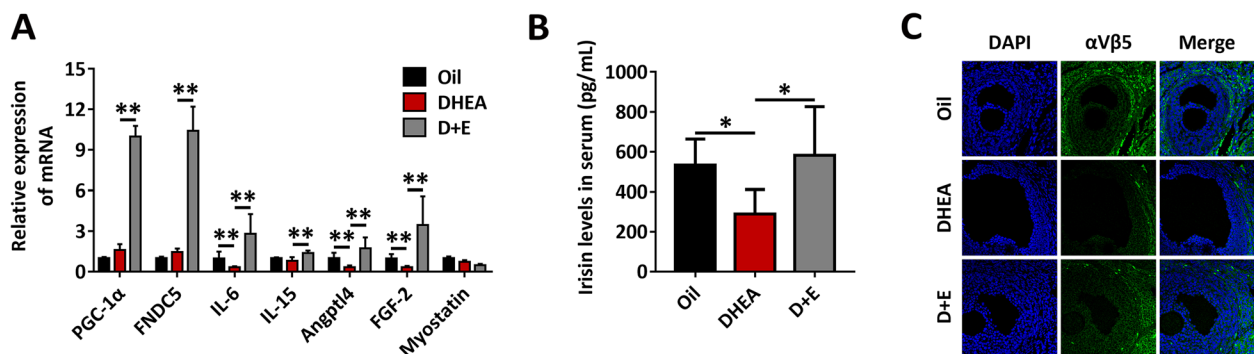 A
Relative expression
of mRNA
15
12
9
6
3
0
** ** ** ** ** ** ** ** **
Oil
DHEA
D+E
PGC-1α
FNDC5
IL-6
IL-15
Angptl4
FGF-2
Myostatin
B
Irisin levels in serum (pg/mL)
1000
800
600
400
200
0
* *
Oil
DHEA
D+E
C
DAPI αVβ5 Merge
Oil
DHEA
D+E